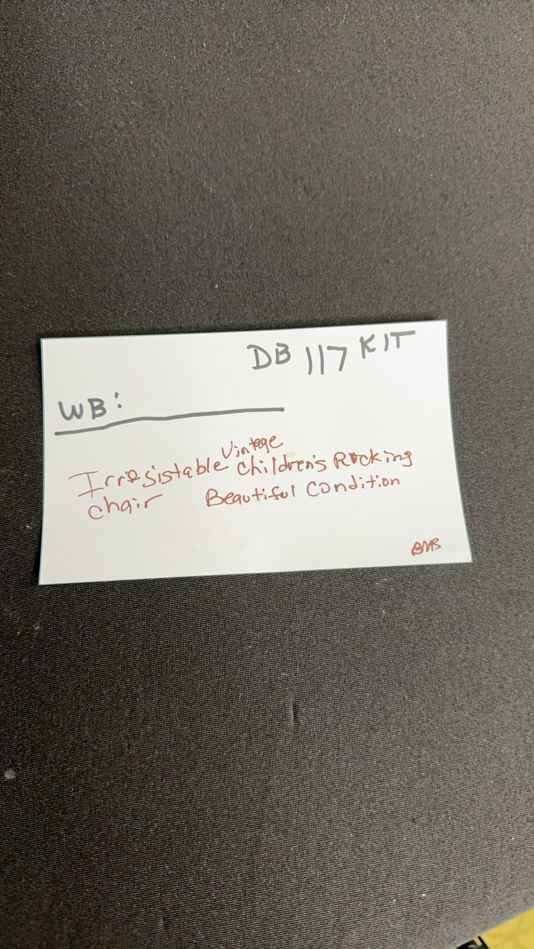 DB 117 KIT
WB:
Irresistable Vintage Children's Rocking
Chair Beautiful Condition
BMB